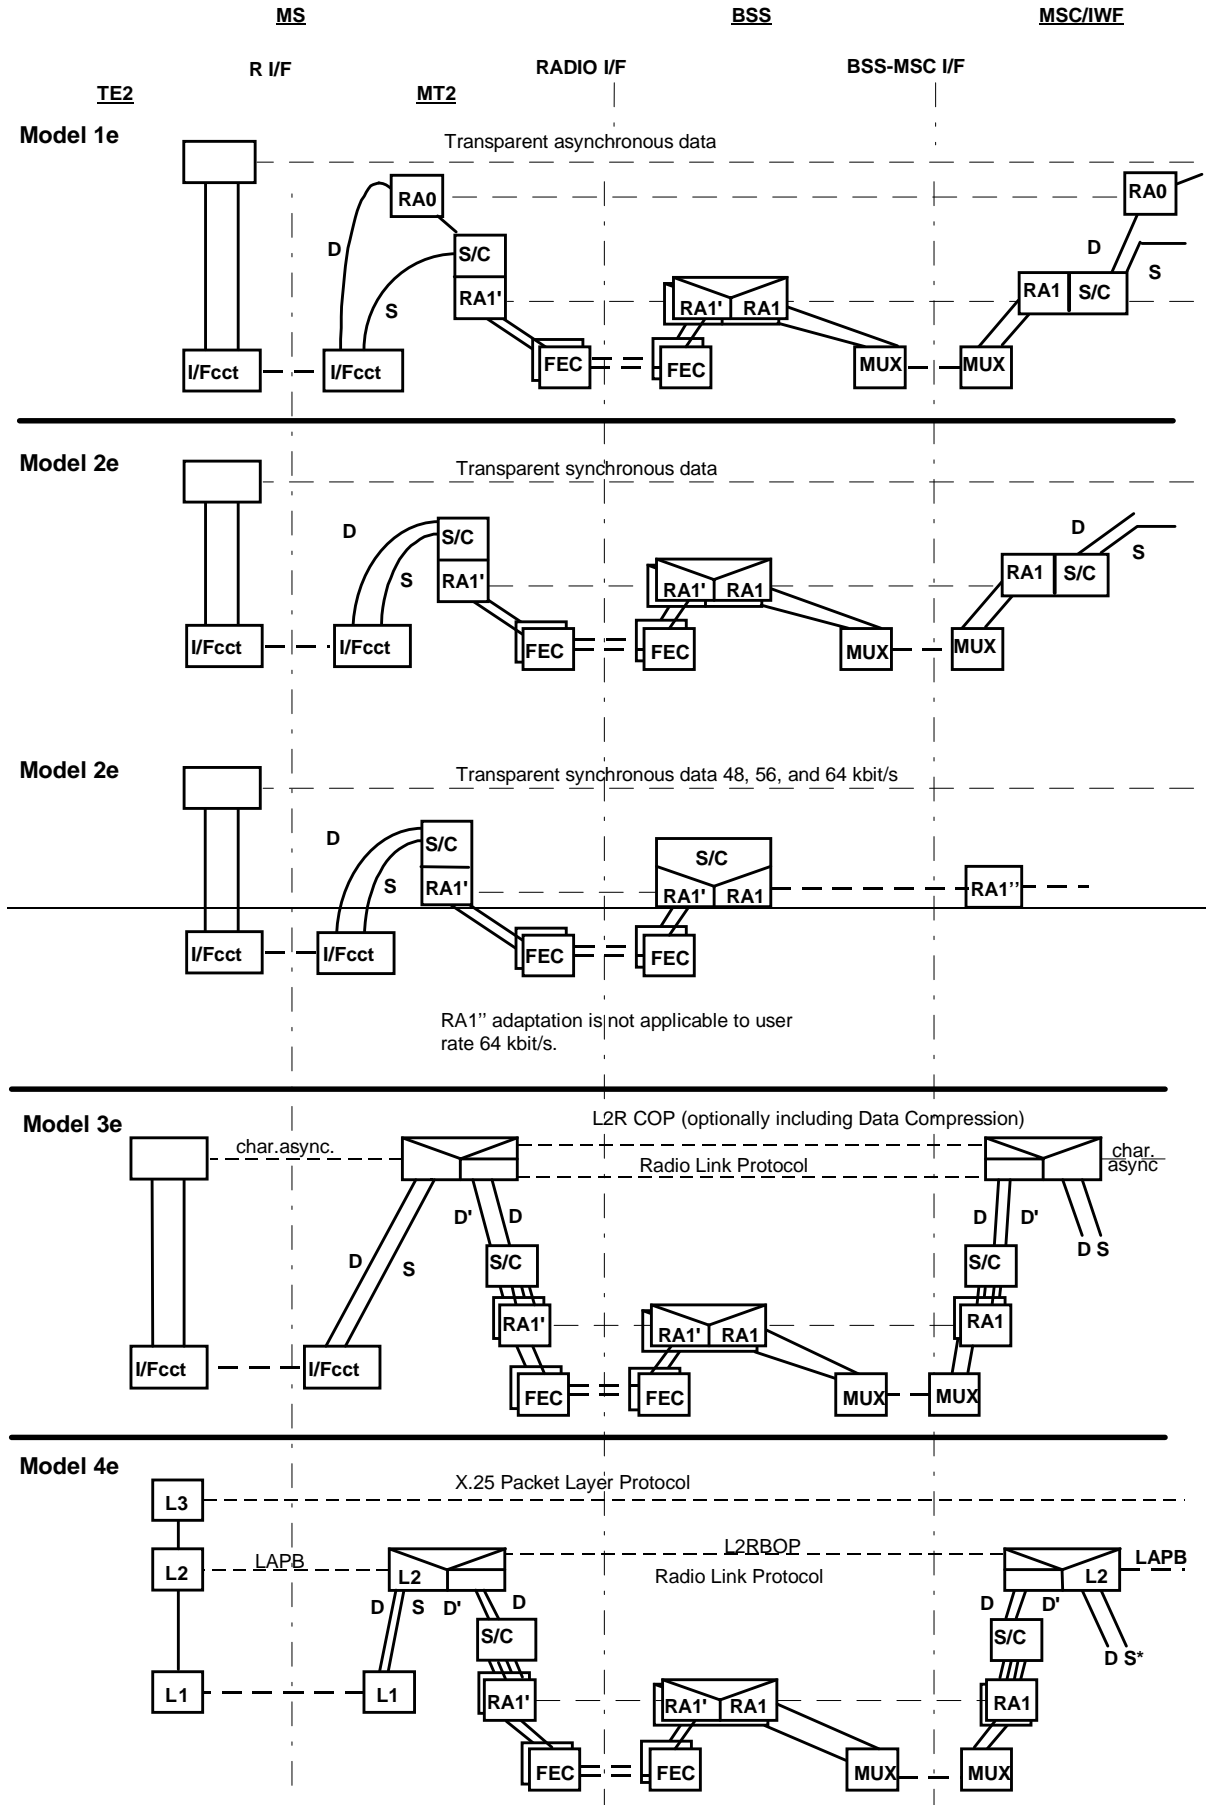 MS BSS MSC/IWF
R I/F RADIO I/F BSS-MSC I/F
TE2 MT2
Model 1e
Transparent asynchronous data
RA0 RA0
D S/C D
S
RA1' RA1' RA1 RA1 S/C
S
I/Fcct I/Fcct FEC FEC MUX MUX
Model 2e
Transparent synchronous data
D S/C D
S
S RA1' RA1' RA1 RA1 S/C
I/Fcct I/Fcct FEC FEC MUX MUX
Model 2e
Transparent synchronous data 48, 56, and 64 kbit/s
D S/C S/C
S RA1' RA1' RA1 RA1''
I/Fcct I/Fcct FEC FEC
RA1'' adaptation is not applicable to user
rate 64 kbit/s.
Model 3e
L2R COP (optionally including Data Compression)
char.async. char.
async
Radio Link Protocol
D' D D D'
D S S/C S/C D S
RA1' RA1' RA1 RA1
I/Fcct I/Fcct FEC FEC MUX MUX
Model 4e
X.25 Packet Layer Protocol
L3
L2RBOP
LAPB LAPB
L2 L2 Radio Link Protocol L2
D S D' D D D'
S/C S/C
D S*
L1 L1 RA1' RA1' RA1 RA1
FEC FEC MUX MUX